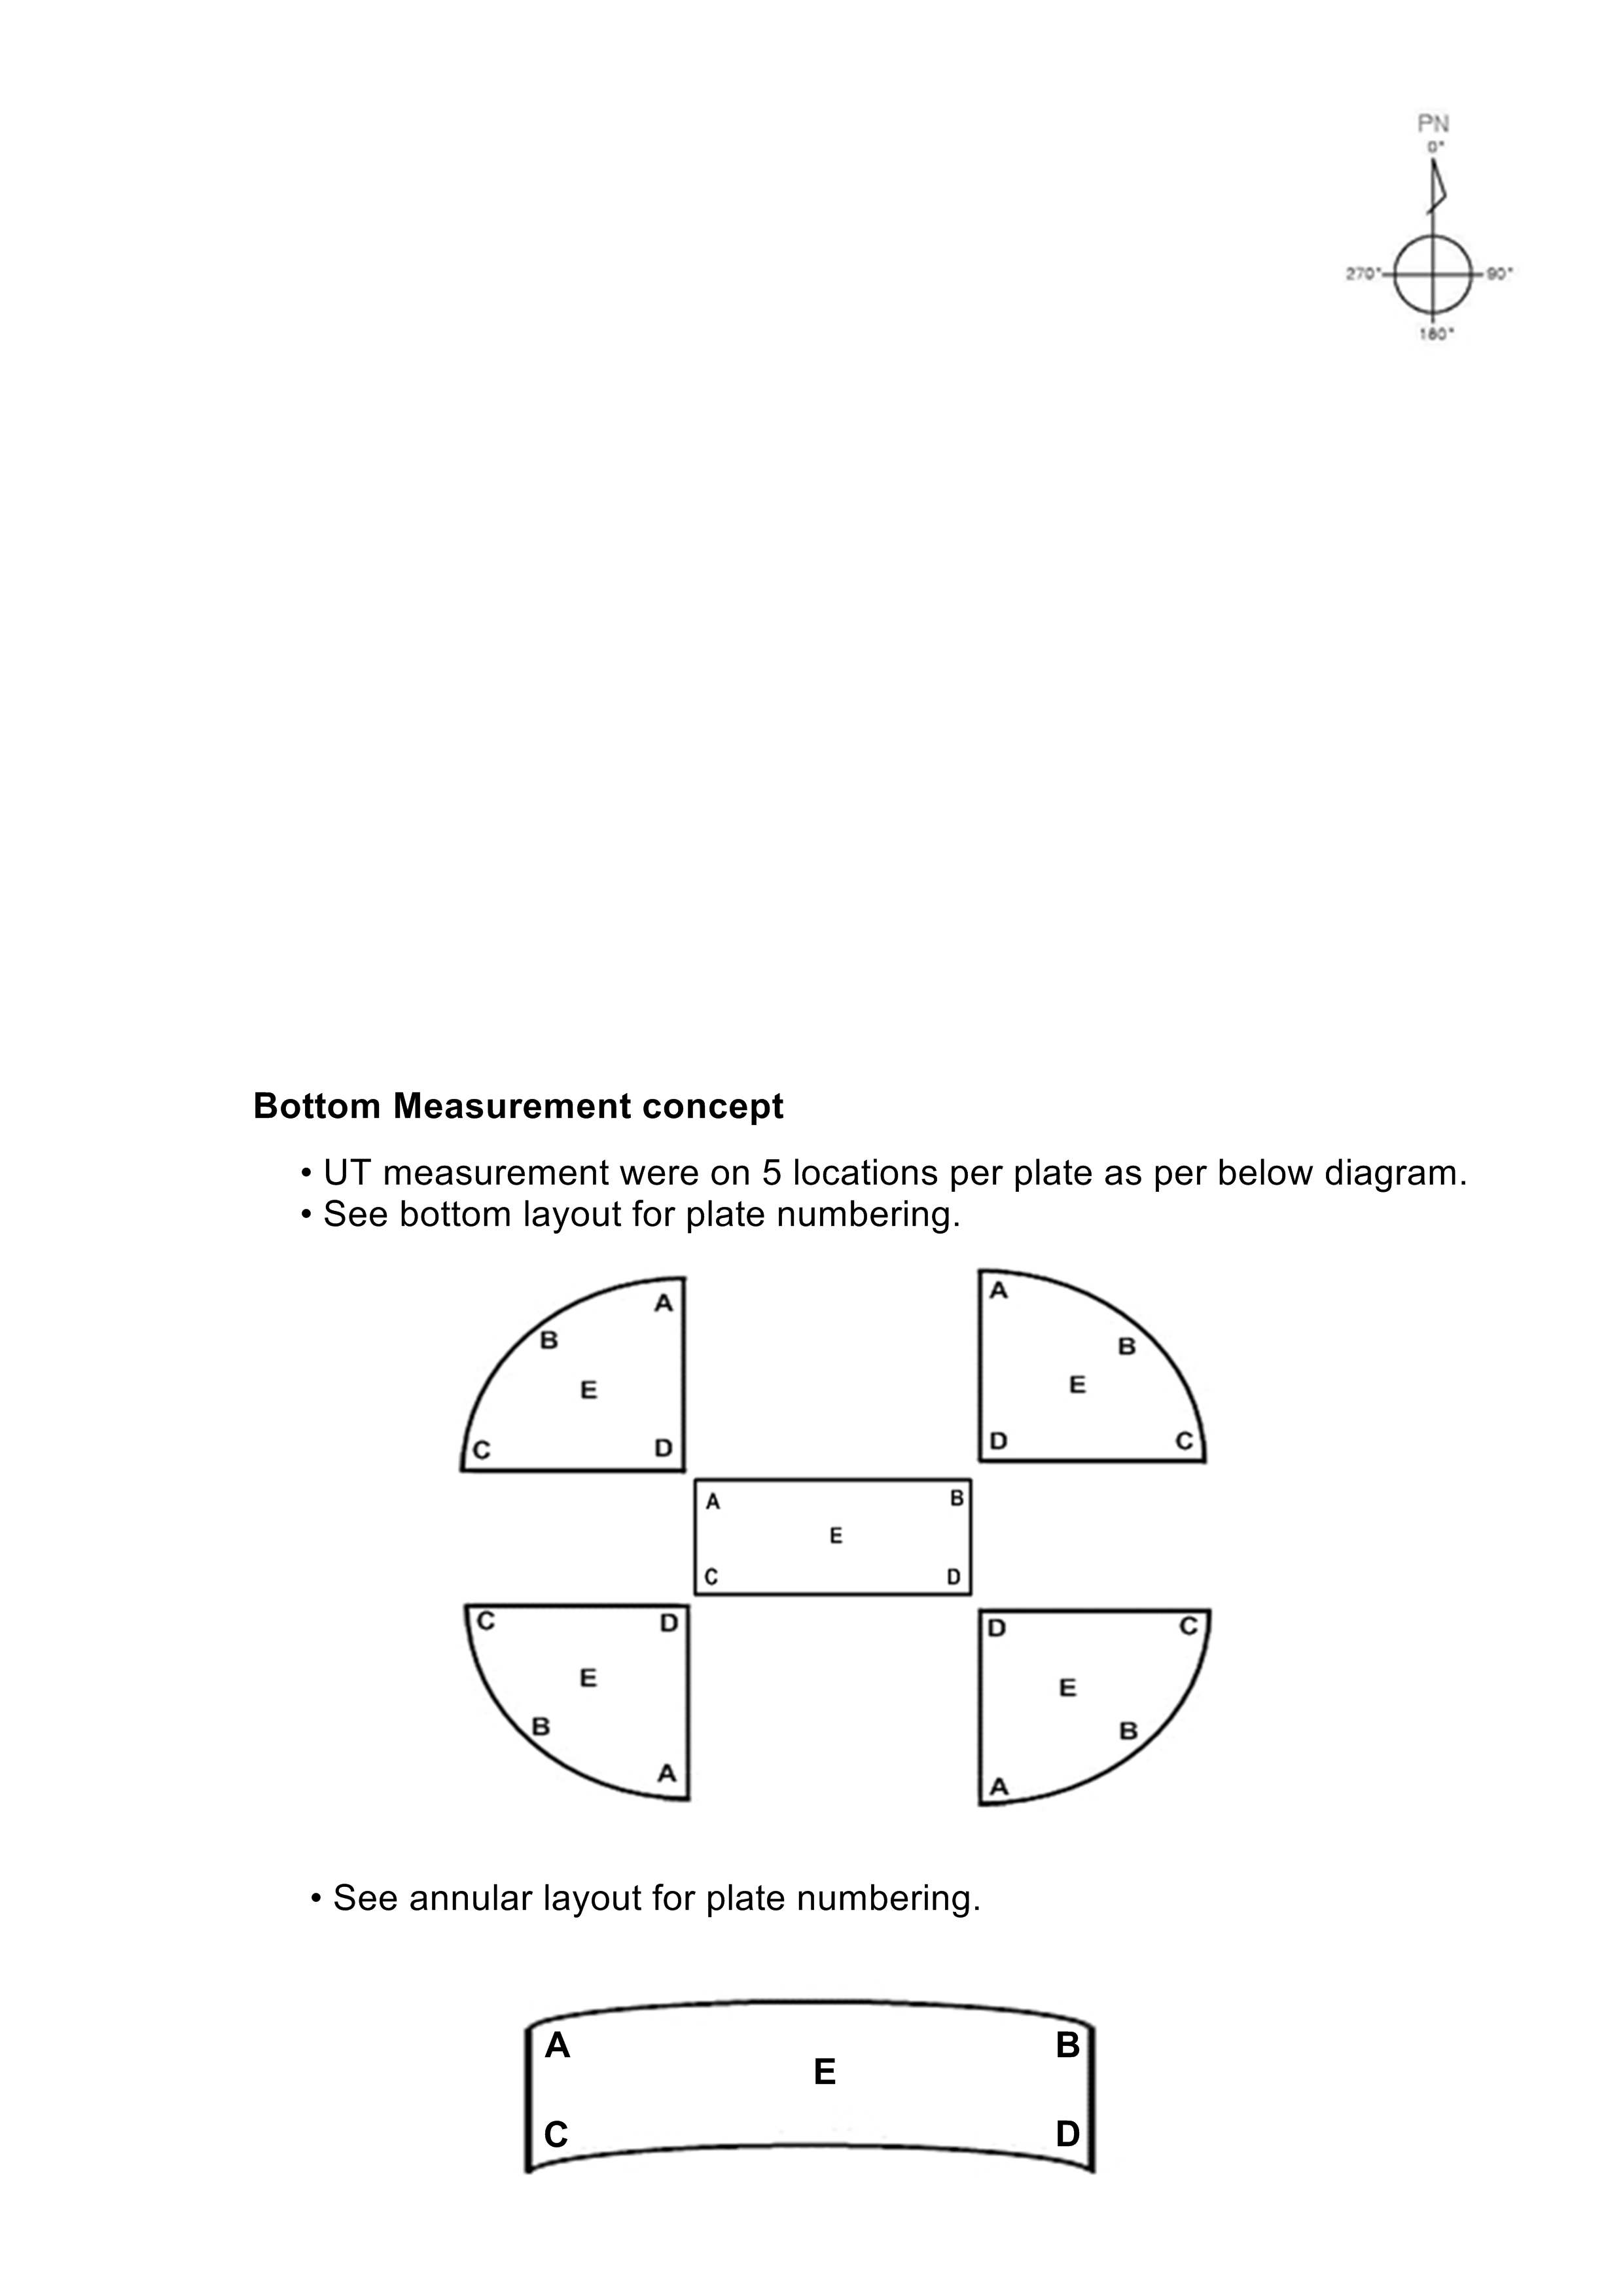 PN
0°
270° 90°
180°
Bottom Measurement concept
• UT measurement were on 5 locations per plate as per below diagram.
• See bottom layout for plate numbering.
A A
B B
E E
C D D C
A B
E
C D
C D D C
E E
B B
A A
• See annular layout for plate numbering.
A B
E
C D